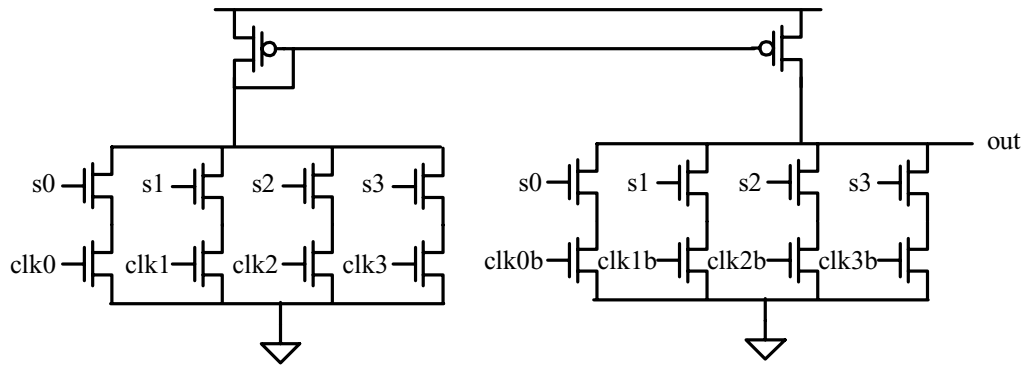 out
s0 s1 s2 s3 s0 s1 s2 s3
clk0 clk1 clk2 clk3 clk0b clk1b clk2b clk3b